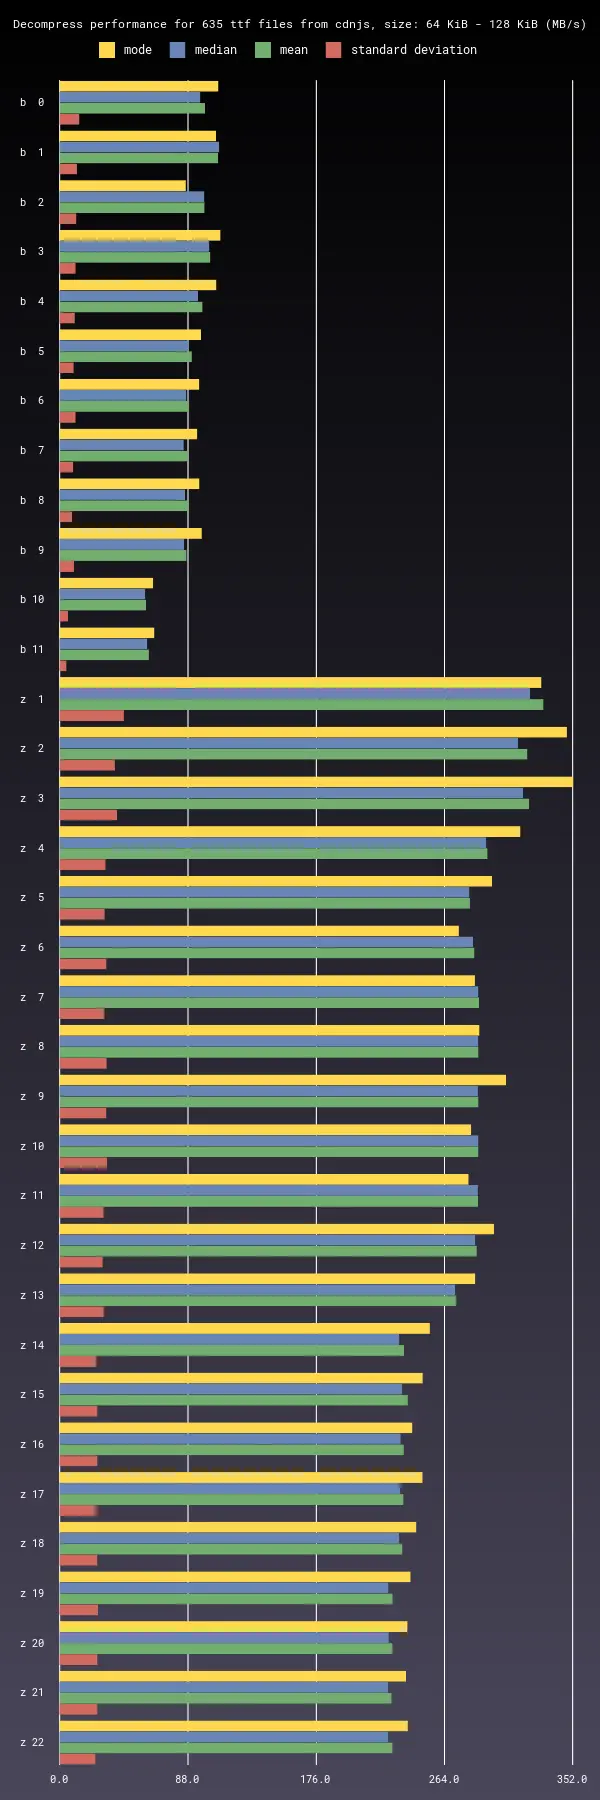 Decompress performance for 635 ttf files from cdnjs, size: 64 KiB - 128 KiB (MB/s)
mode median mean standard deviation
b 0
b 1
b 2
b 3
b 4
b 5
b 6
b 7
b 8
b 9
b 10
b 11
z 1
z 2
z 3
z 4
z 5
z 6
z 7
z 8
z 9
z 10
z 11
z 12
z 13
z 14
z 15
z 16
z 17
z 18
z 19
z 20
z 21
z 22
0.0 88.0 176.0 264.0 352.0